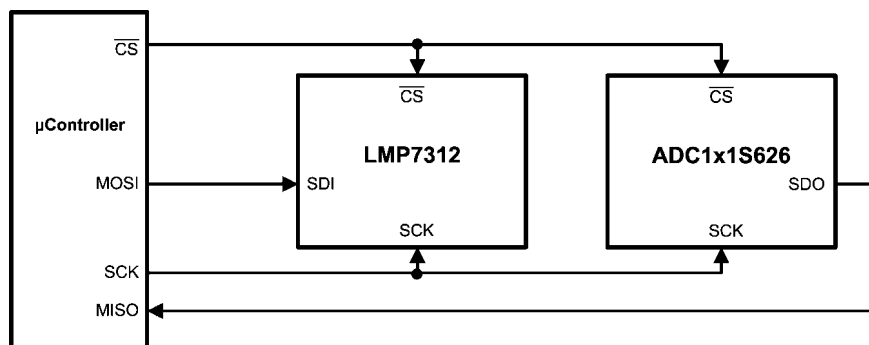 CS
µController
MOSI
SCK
MISO
CS
LMP7312
SDI
SCK
CS
ADC1x1S626
SDO
SCK